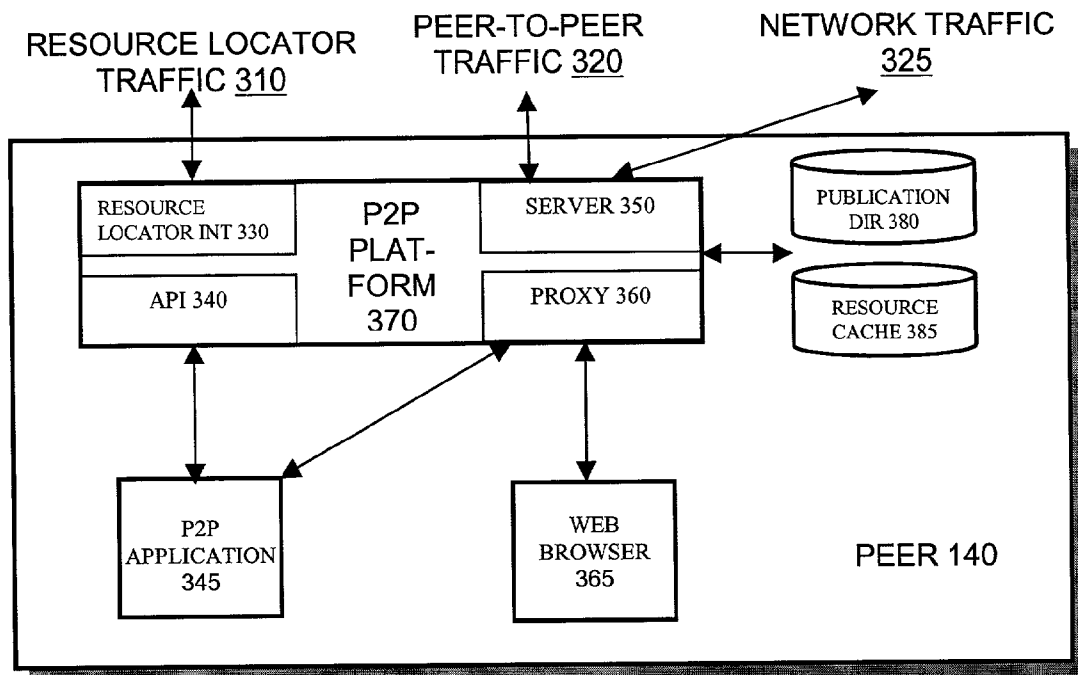 RESOURCE LOCATOR
TRAFFIC 310
PEER-TO-PEER
TRAFFIC 320
NETWORK TRAFFIC
325
RESOURCE
LOCATOR INT 330
P2P
PLAT-
FORM
370
SERVER 350
API 340
PROXY 360
PUBLICATION
DIR 380
RESOURCE
CACHE 385
P2P
APPLICATION
345
WEB
BROWSER
365
PEER 140